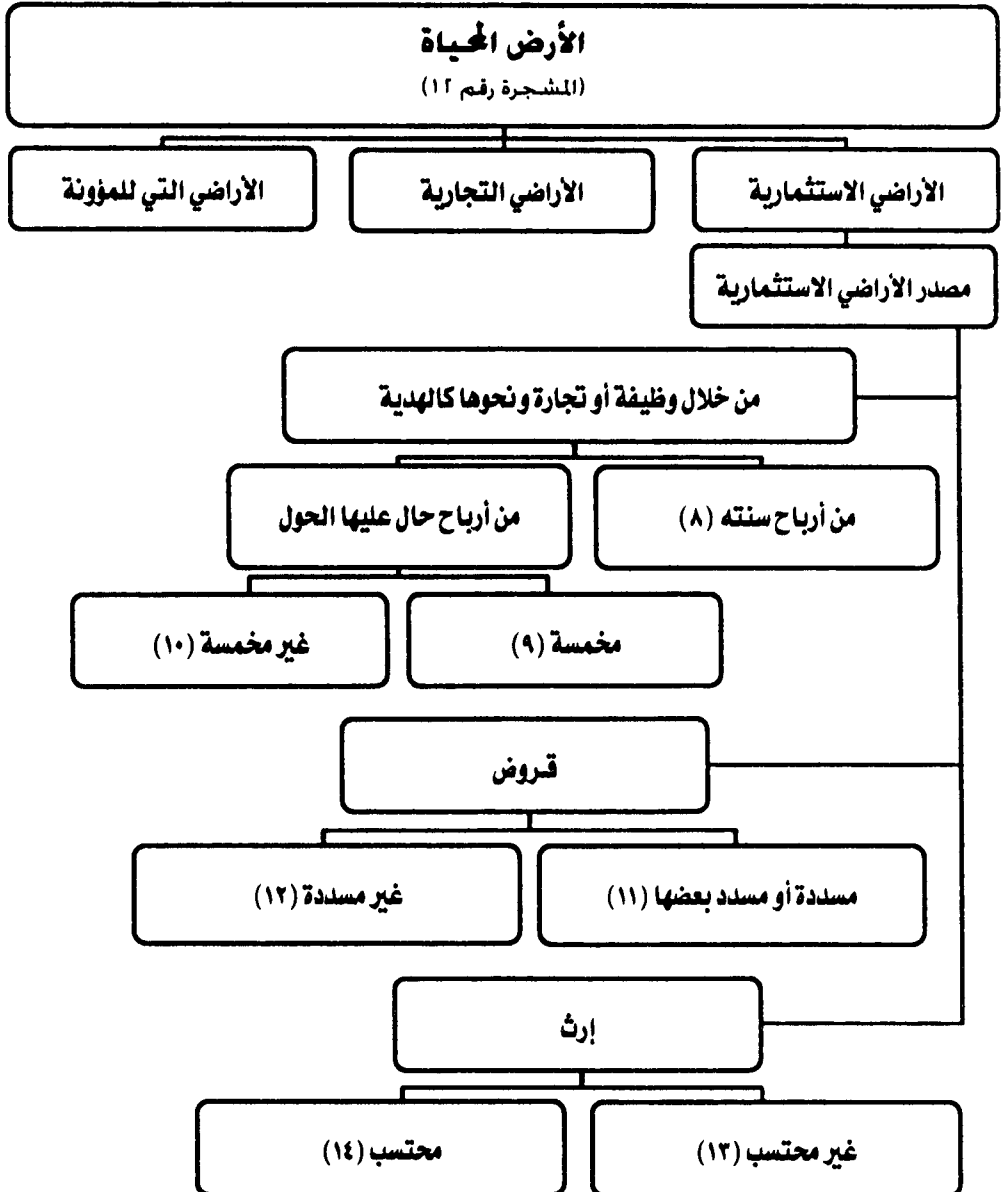 الأرض المحياة
(المشجرة رقم ١٢)
الأراضي الاستثمارية
الأراضي التجارية
الأراضي التي للمؤونة
مصدر الأراضي الاستثمارية
من خلال وظيفة أو تجارة ونحوها كالهدية
من أرباح سنته (٨)
من أرباح حال عليها الحول
مخمسة (٩)
غير مخمسة (١٠)
قروض
مسددة أو مسدد بعضها (١١)
غير مسددة (١٢)
إرث
غير محتسب (١٣)
محتسب (١٤)